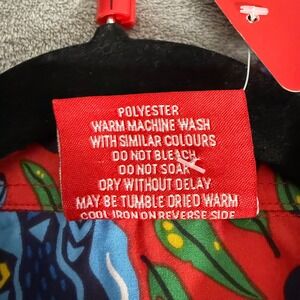 POLYESTER
WARM MACHINE WASH
WITH SIMILAR COLOURS
DO NOT BLEACH
DO NOT SOAK
DRY WITHOUT DELAY
MAY BE TUMBLE DRIED WARM
COOL IRON ON REVERSE SIDE